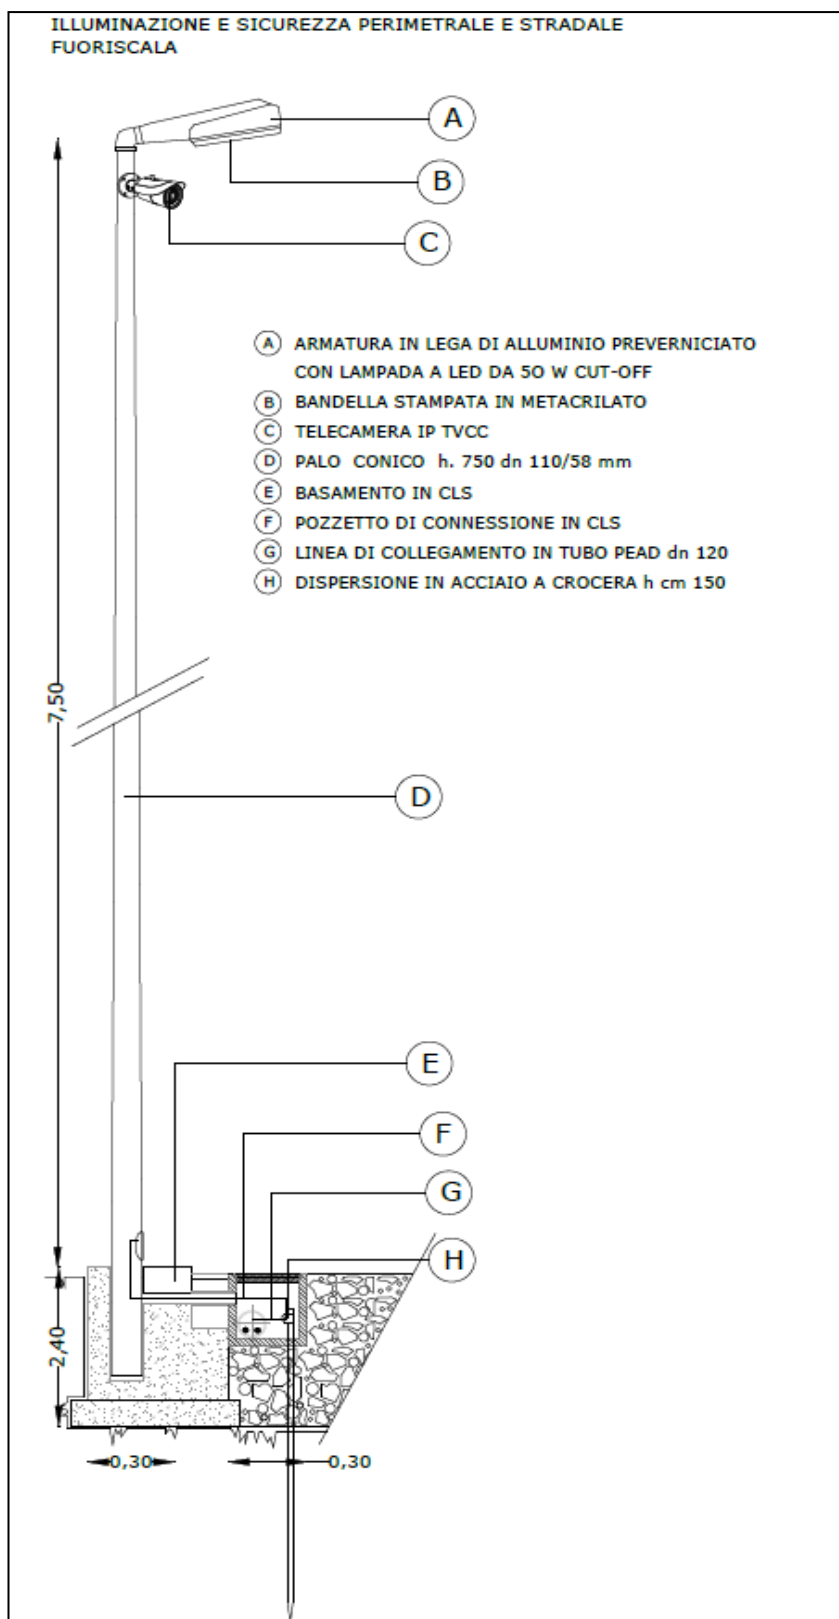 ILLUMINAZIONE E SICUREZZA PERIMETRALE E STRADALE
FUORISCALA
A
B
C
A ARMATURA IN LEGA DI ALLUMINIO PREVERNICIATO
CON LAMPADA A LED DA 50 W CUT-OFF
B BANDELLA STAMPATA IN METACRILATO
C TELECAMERA IP TVCC
D PALO CONICO h. 750 dn 110/58 mm
E BASAMENTO IN CLS
F POZZETTO DI CONNESSIONE IN CLS
G LINEA DI COLLEGAMENTO IN TUBO PEAD dn 120
H DISPERSIONE IN ACCIAIO A CROCERA h cm 150
7,50
D
E
F
G
H
2,40
0,30
0,30